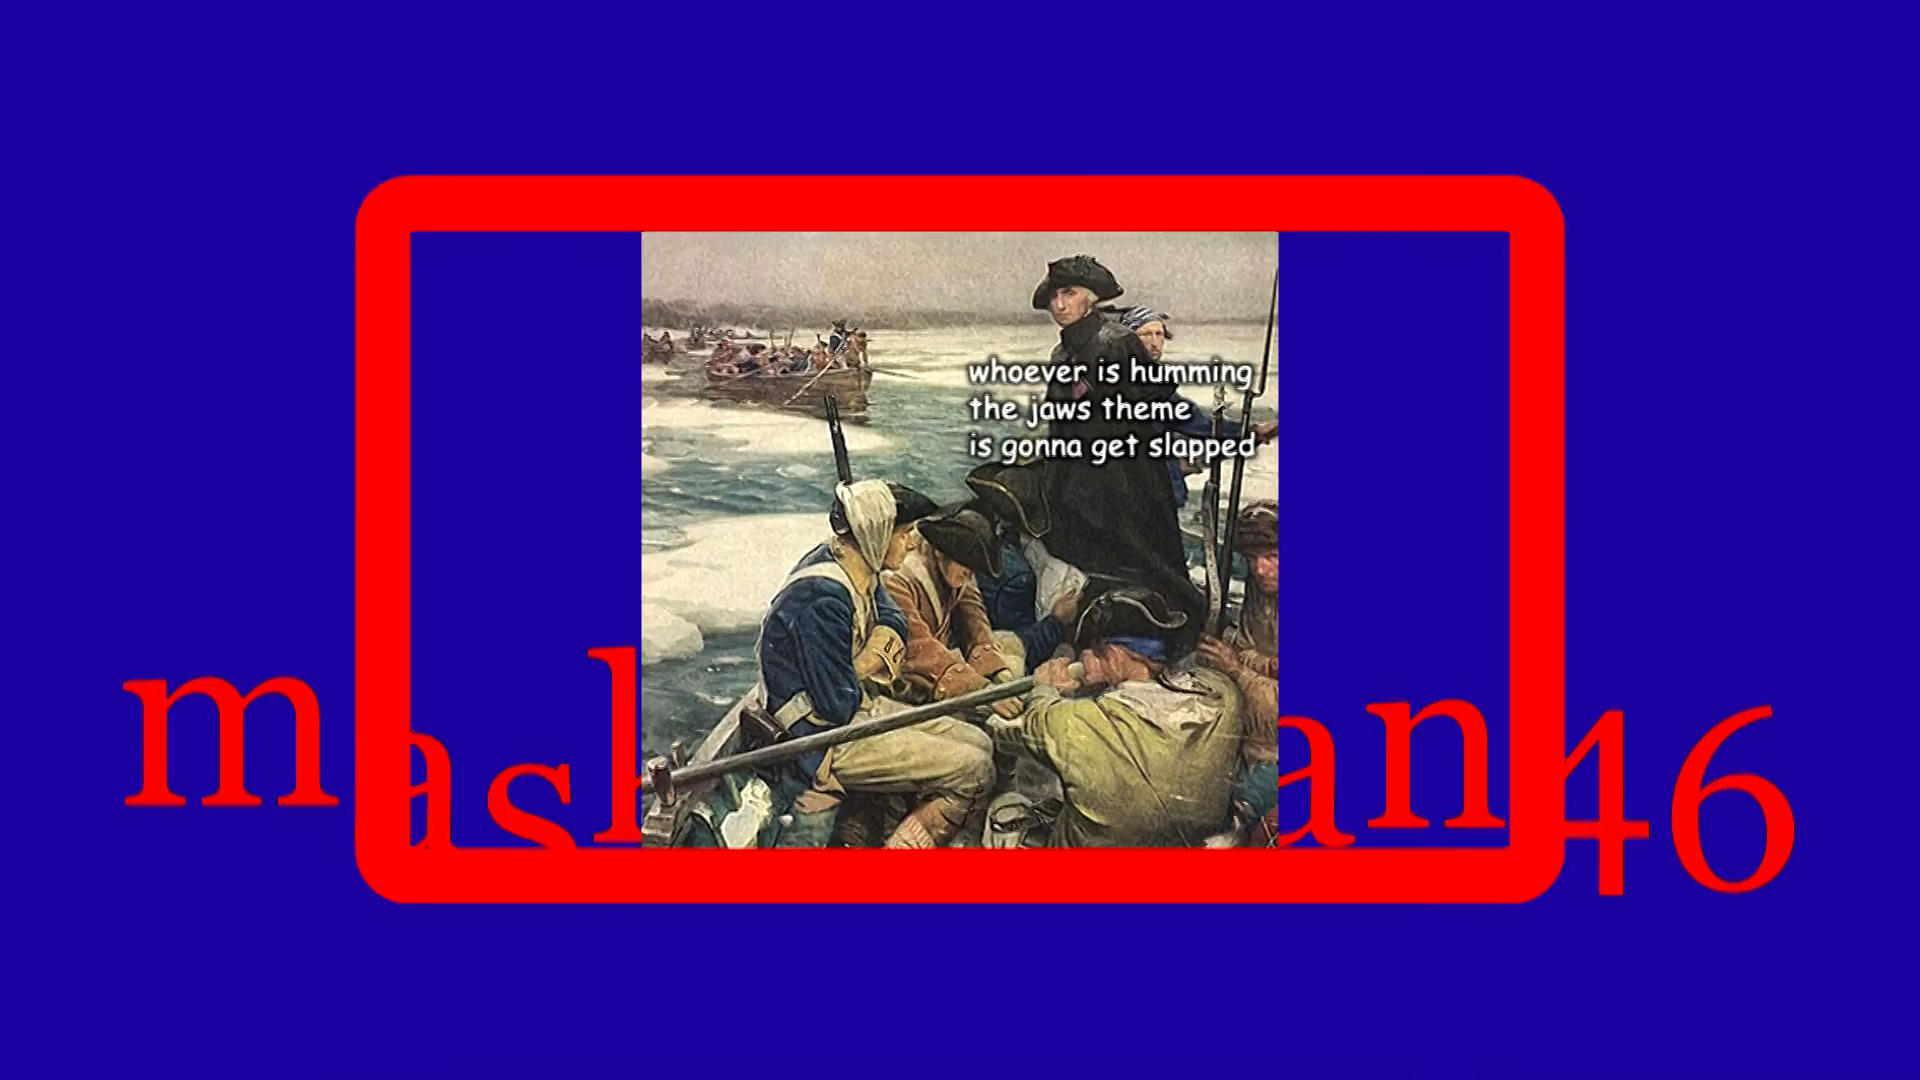 whoever is humming
the jaws theme
is gonna get slapped